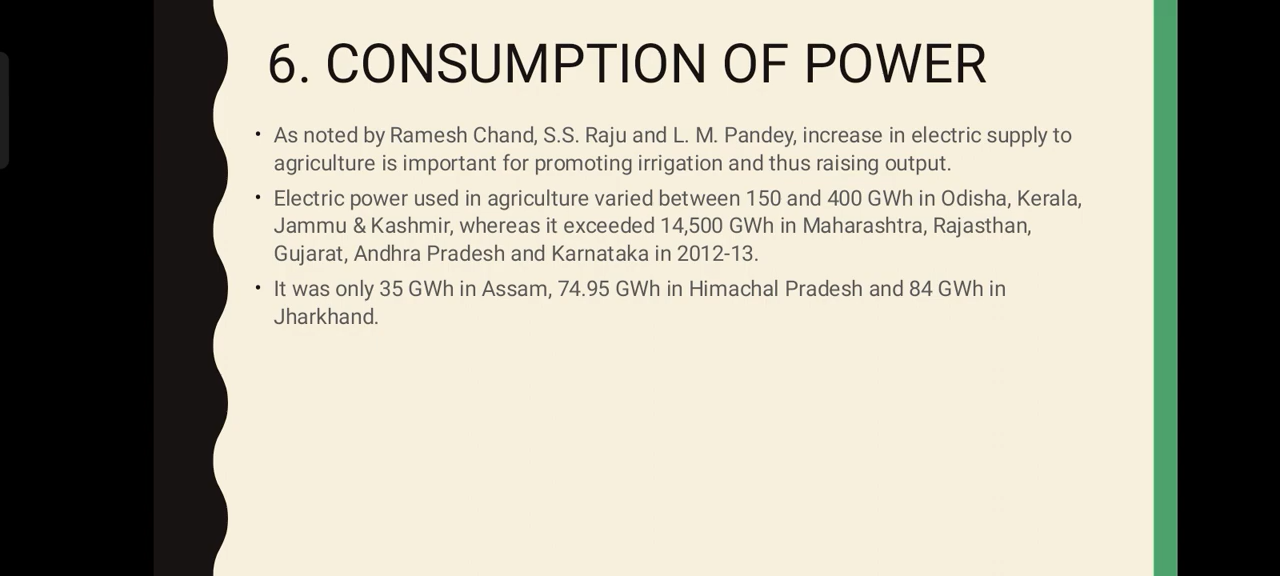 6. CONSUMPTION OF POWER
• As noted by Ramesh Chand, S.S. Raju and L. M. Pandey, increase in electric supply to
agriculture is important for promoting irrigation and thus raising output.
• Electric power used in agriculture varied between 150 and 400 GWh in Odisha, Kerala,
Jammu & Kashmir, whereas it exceeded 14,500 GWh in Maharashtra, Rajasthan,
Gujarat, Andhra Pradesh and Karnataka in 2012-13.
• It was only 35 GWh in Assam, 74.95 GWh in Himachal Pradesh and 84 GWh in
Jharkhand.